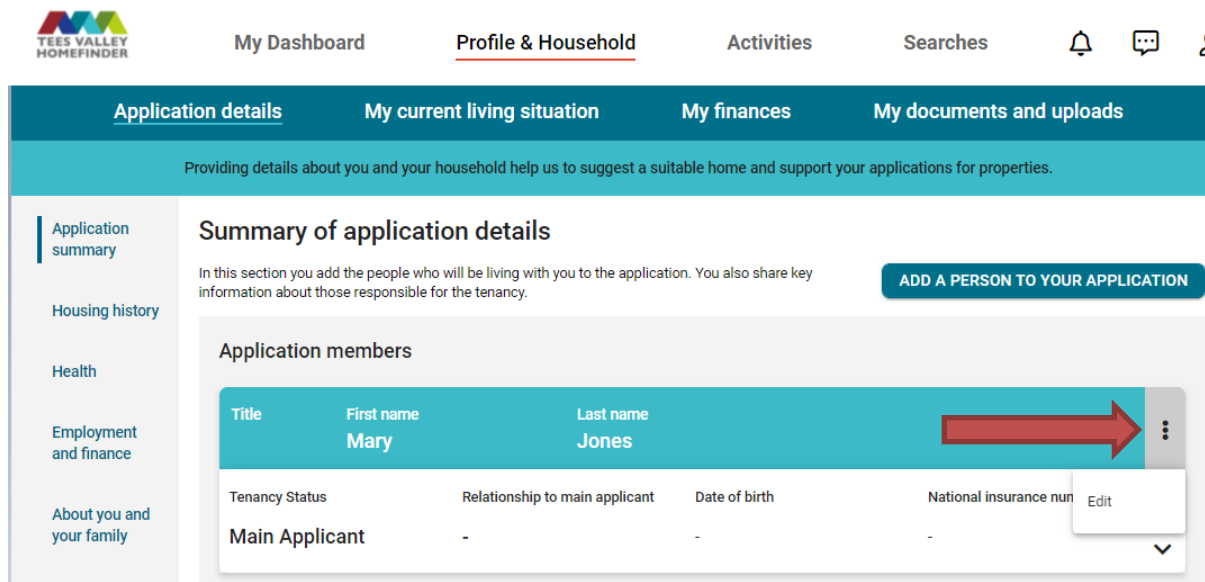 TEES VALLEY
HOMEFINDER
My Dashboard Profile & Household Activities Searches
Application details My current living situation My finances My documents and uploads
Providing details about you and your household help us to suggest a suitable home and support your applications for properties.
Application
summary
Housing history
Health
Employment
and finance
About you and
your family
Summary of application details
In this section you add the people who will be living with you to the application. You also share key
information about those responsible for the tenancy.
ADD A PERSON TO YOUR APPLICATION
Application members
Title First name Last name
Mary Jones
Tenancy Status Relationship to main applicant Date of birth National insurance num
Edit
Main Applicant - - -